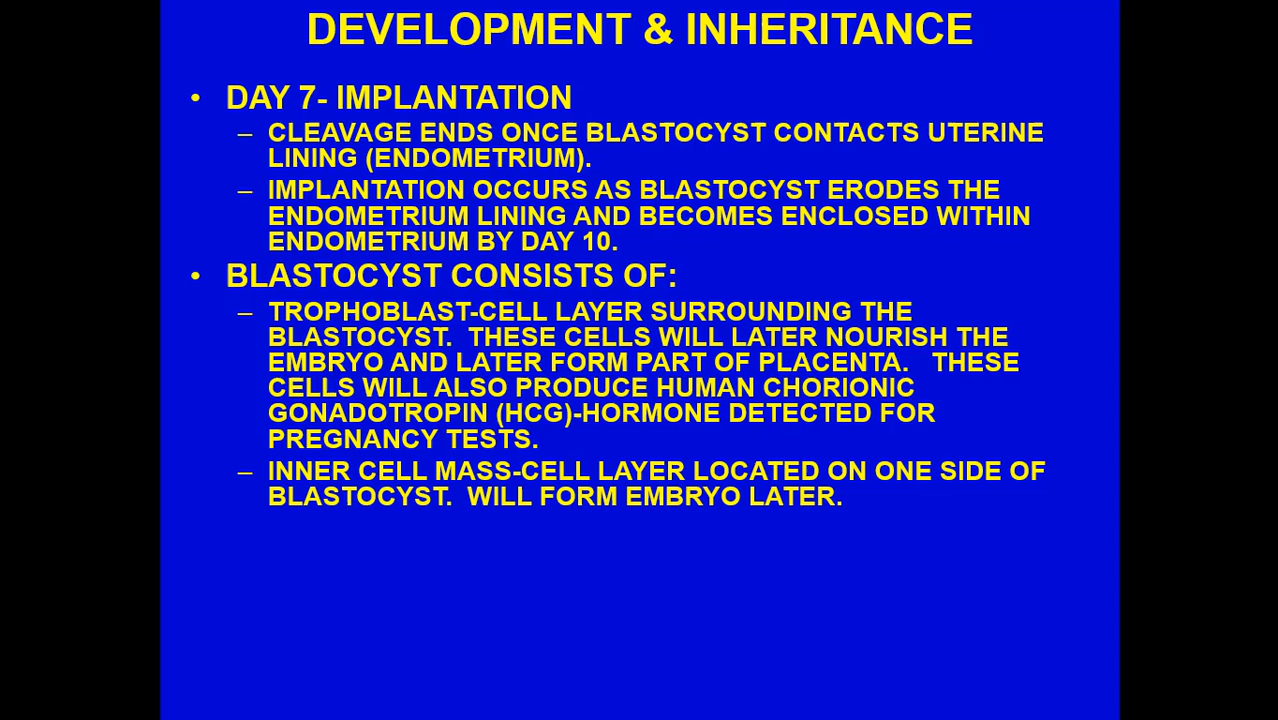 DEVELOPMENT & INHERITANCE
• DAY 7- IMPLANTATION
– CLEAVAGE ENDS ONCE BLASTOCYST CONTACTS UTERINE
LINING (ENDOMETRIUM).
– IMPLANTATION OCCURS AS BLASTOCYST ERODES THE
ENDOMETRIUM LINING AND BECOMES ENCLOSED WITHIN
ENDOMETRIUM BY DAY 10.
• BLASTOCYST CONSISTS OF:
– TROPHOBLAST-CELL LAYER SURROUNDING THE
BLASTOCYST. THESE CELLS WILL LATER NOURISH THE
EMBRYO AND LATER FORM PART OF PLACENTA. THESE
CELLS WILL ALSO PRODUCE HUMAN CHORIONIC
GONADOTROPIN (HCG)-HORMONE DETECTED FOR
PREGNANCY TESTS.
– INNER CELL MASS-CELL LAYER LOCATED ON ONE SIDE OF
BLASTOCYST. WILL FORM EMBRYO LATER.